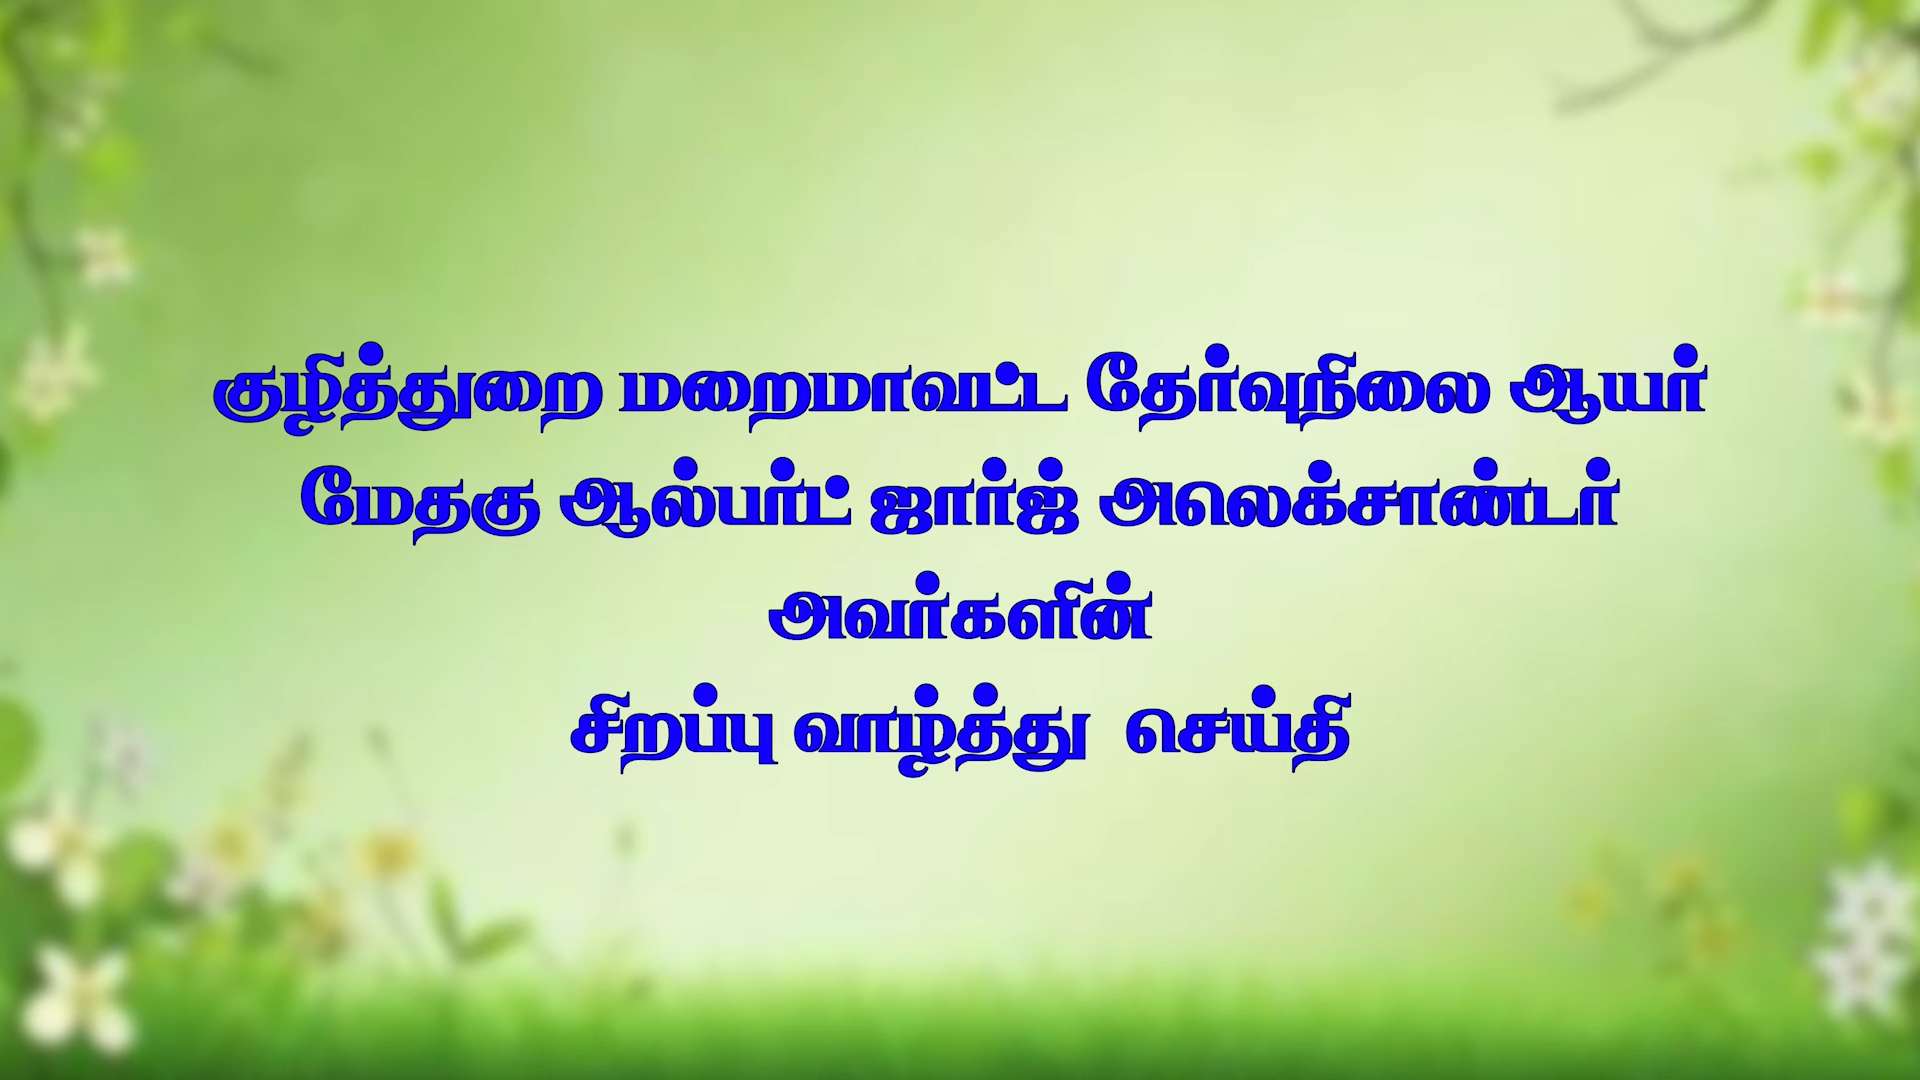 குழித்துறை மறைமாவட்ட தேர்வுநிலை ஆயர்
மேதகு ஆல்பர்ட் ஜார்ஜ் அலெக்சாண்டர்
அவர்களின்
சிறப்பு வாழ்த்து செய்தி